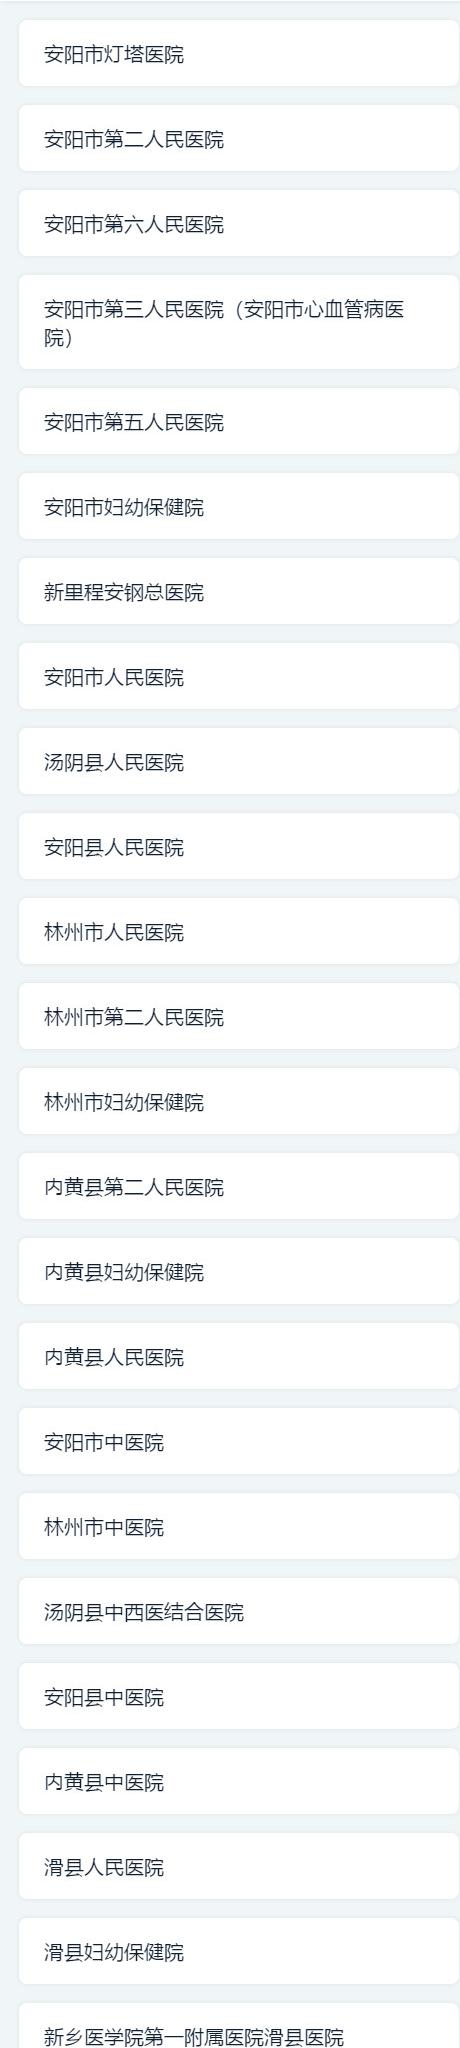 安阳市灯塔医院
安阳市第二人民医院
安阳市第六人民医院
安阳市第三人民医院（安阳市心血管病医
院）
安阳市第五人民医院
安阳市妇幼保健院
新里程安钢总医院
安阳市人民医院
汤阴县人民医院
安阳县人民医院
林州市人民医院
林州市第二人民医院
林州市妇幼保健院
内黄县第二人民医院
内黄县妇幼保健院
内黄县人民医院
安阳市中医院
林州市中医院
汤阴县中西医结合医院
安阳县中医院
内黄县中医院
滑县人民医院
滑县妇幼保健院
新乡医学院第一附属医院滑县医院